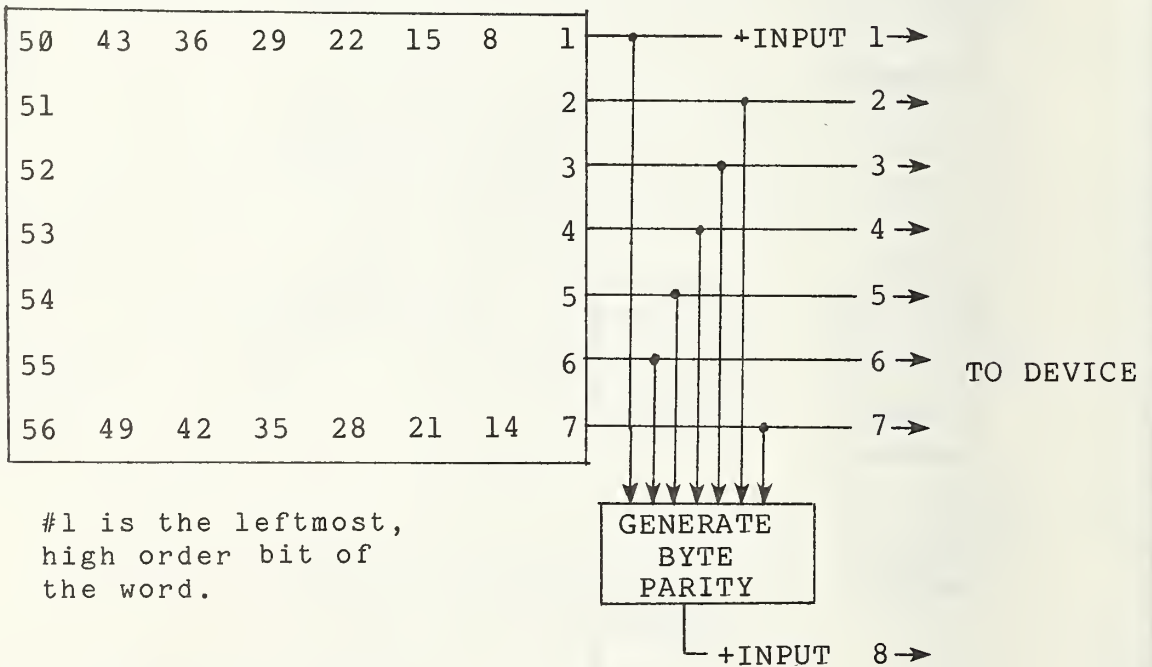 50 43 36 29 22 15 8 1 +INPUT 1
51 2 2
52 3 3
53 4 4
54 5 5
55 6 6
TO DEVICE
56 49 42 35 28 21 14 7 7
#1 is the leftmost,
high order bit of
the word.
GENERATE
BYTE
PARITY
+INPUT 8